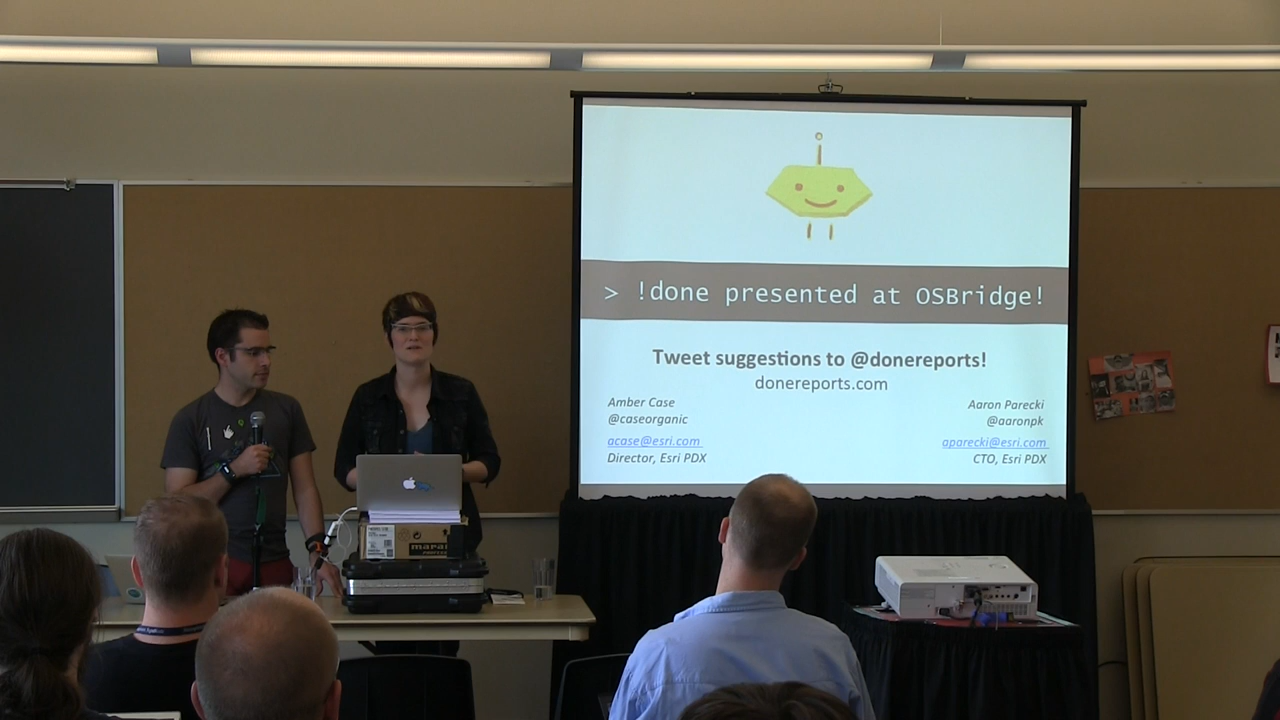 > !done presented at OSBridge!
Tweet suggestions to @donereports!
donereports.com
Amber Case
@caseorganic
acase@esri.com
Director, Esri PDX
Aaron Parecki
@aaronpk
aparecki@esri.com
CTO, Esri PDX